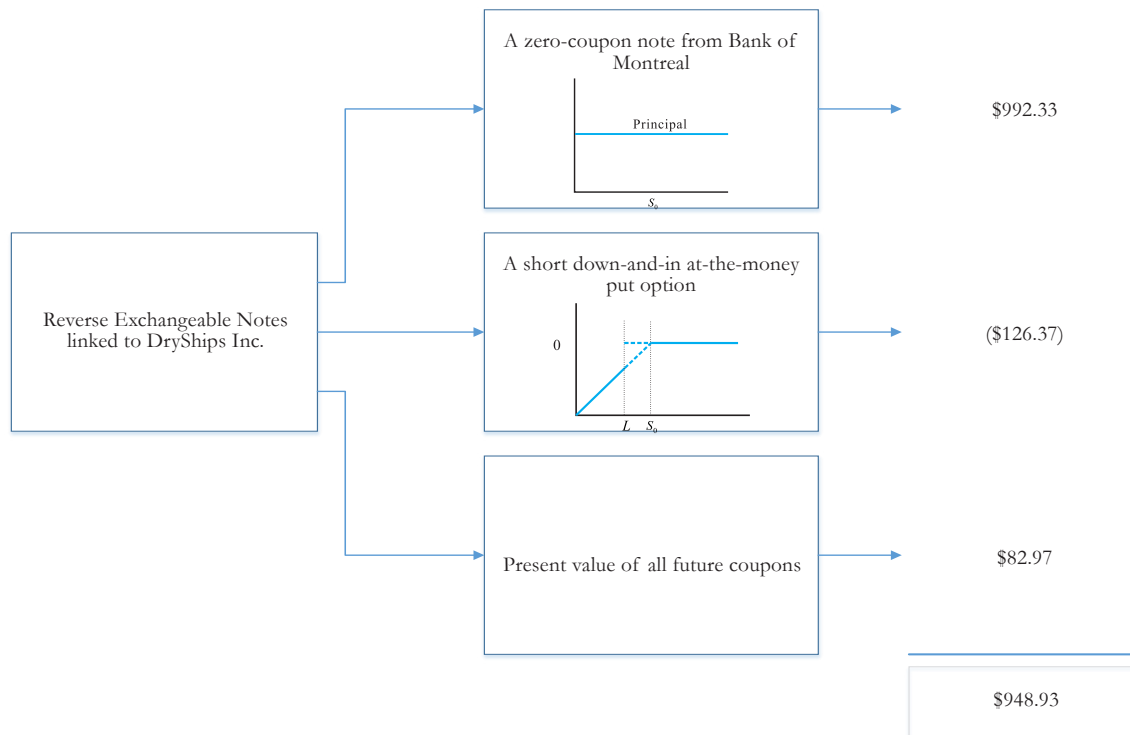 A zero-coupon note from Bank of
Montreal
Principal
S₀
$992.33
Reverse Exchangeable Notes
linked to DryShips Inc.
A short down-and-in at-the-money
put option
0
L
S₀
($126.37)
Present value of all future coupons
$82.97
$948.93